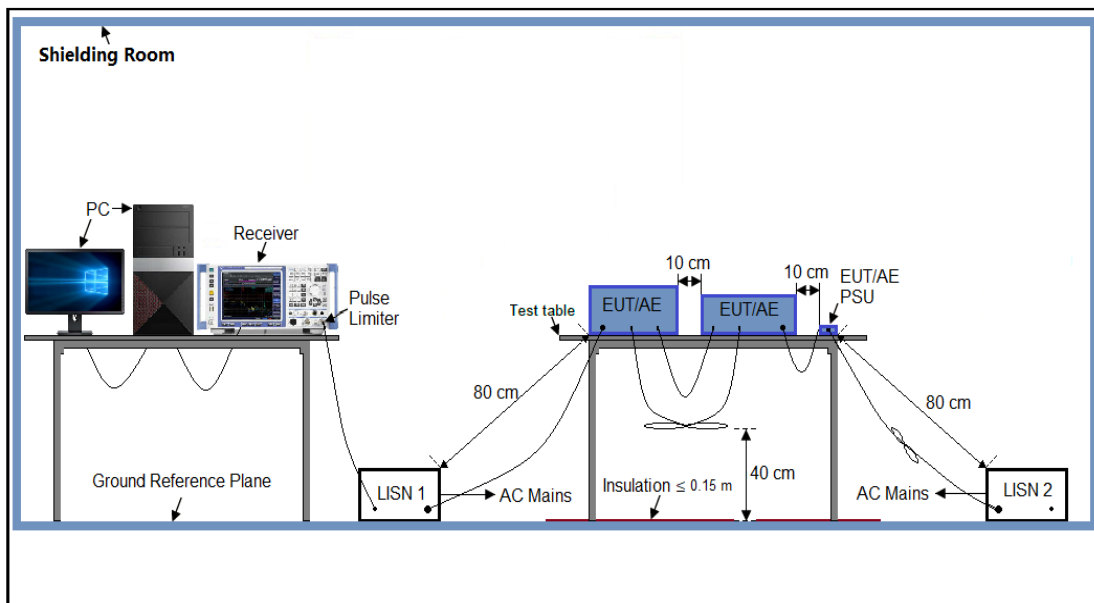 Shielding Room
PC
Receiver
Pulse
Limiter
10 cm
10 cm
EUT/AE
PSU
EUT/AE
EUT/AE
Test table
80 cm
80 cm
40 cm
Ground Reference Plane
LISN 1
AC Mains
Insulation ≤ 0.15 m
AC Mains
LISN 2